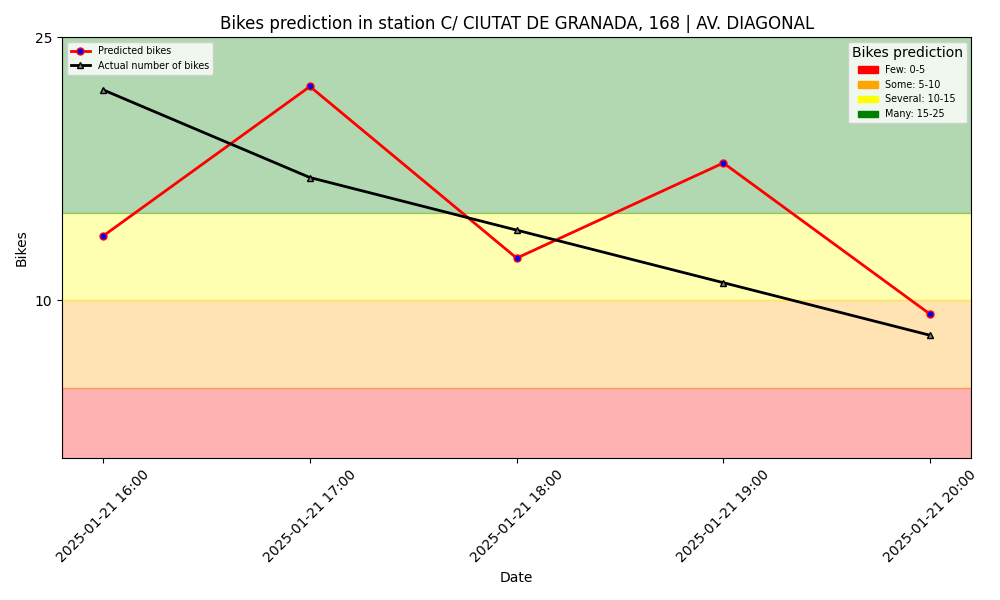 Bikes prediction in station C/ CIUTAT DE GRANADA, 168 | AV. DIAGONAL
Predicted bikes
Actual number of bikes
Bikes prediction
Few: 0-5
Some: 5-10
Several: 10-15
Many: 15-25
25
10
Bikes
2025-01-21 16:00
2025-01-21 17:00
2025-01-21 18:00
2025-01-21 19:00
2025-01-21 20:00
Date